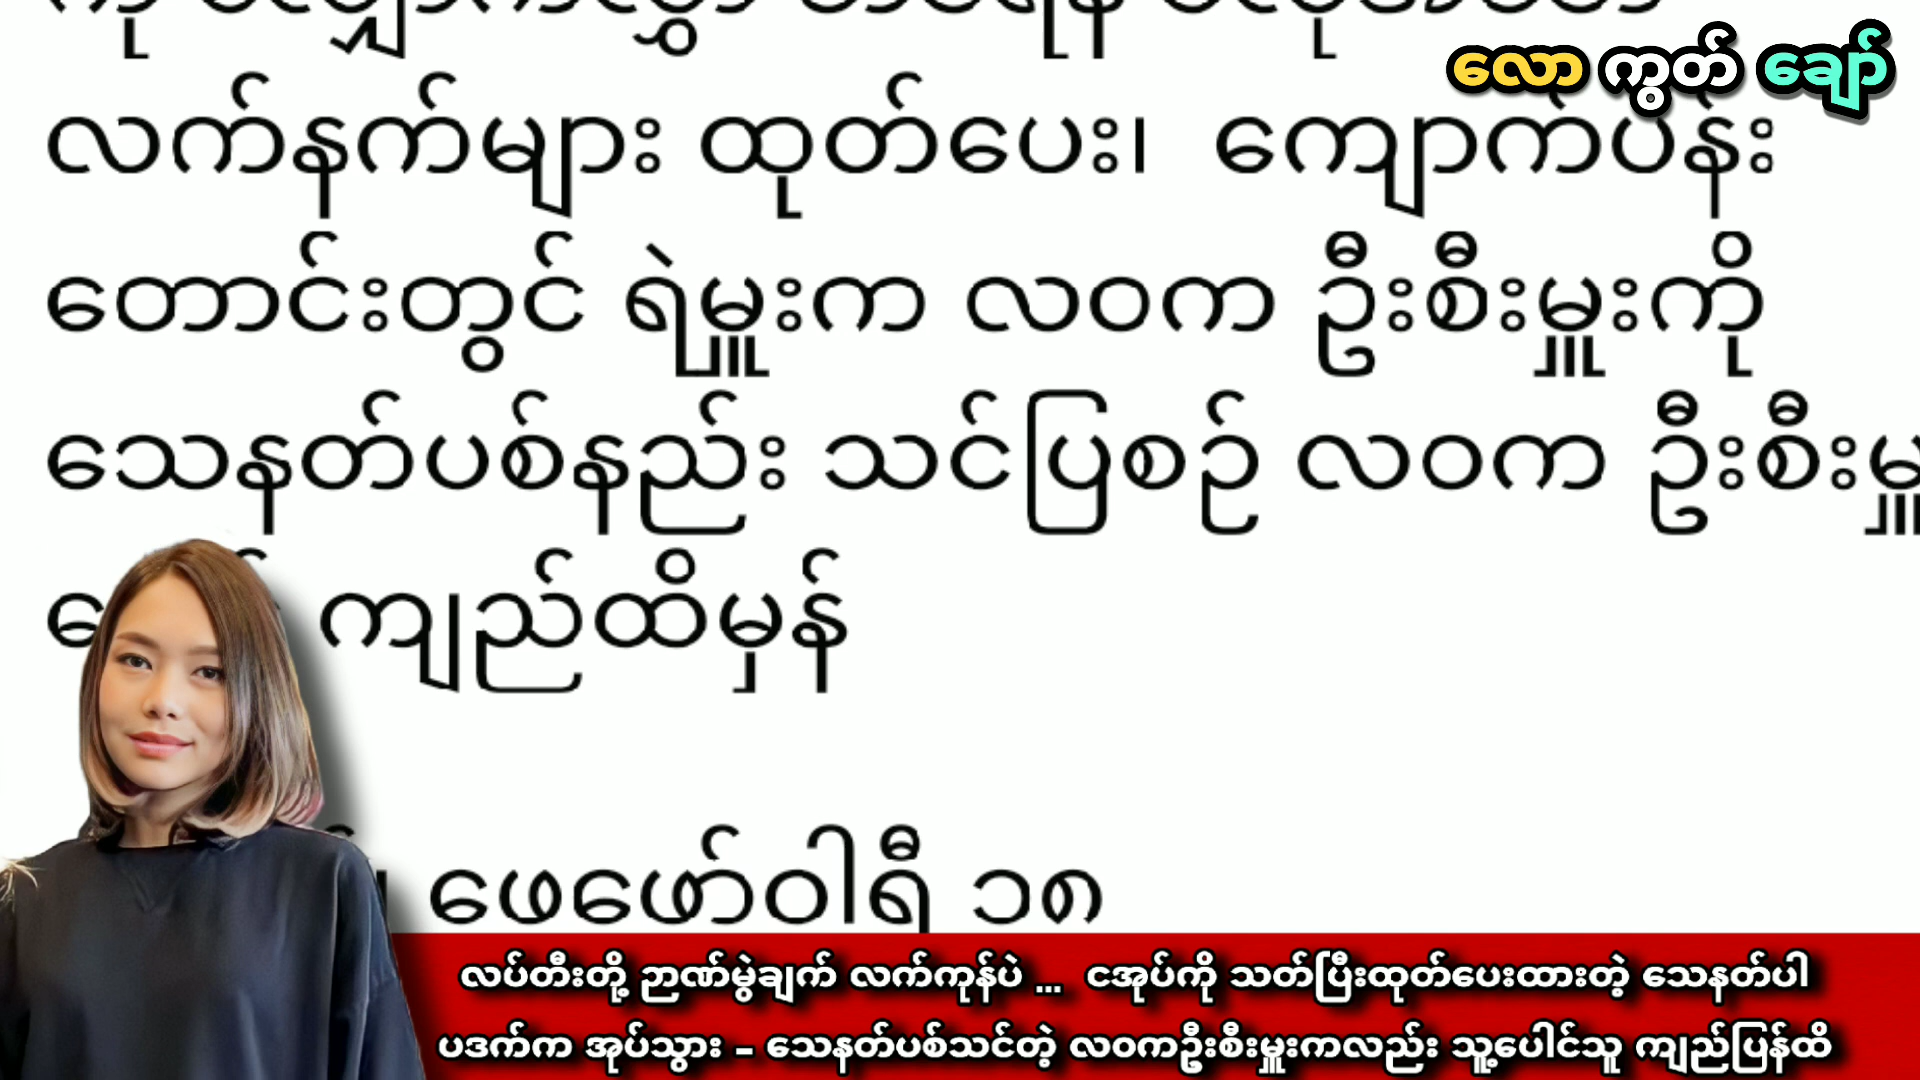 လော ကွတ် ချော်
လက်နက်များ ထုတ်ပေး၊ ကျောက်ပန်း
တောင်းတွင် ရဲမှူးက လဝက ဦးစီးမှူးကို
သေနတ်ပစ်နည်း သင်ပြစဉ် လဝက ဦးစီးမှူ
ကျည်ထိမှန်
ဖေဖော်ဝါရီ ၁၈
လပ်တီးတို့ ဉာဏ်မွဲချက် လက်ကုန်ပဲ ... ငအုပ်ကို သတ်ပြီးထုတ်ပေးထားတဲ့ သေနတ်ပါ
ပဒက်က အုပ်သွား - သေနတ်ပစ်သင်တဲ့ လဝကဦးစီးမှူးကလည်း သူ့ပေါင်သူ ကျည်ပြန်ထိ